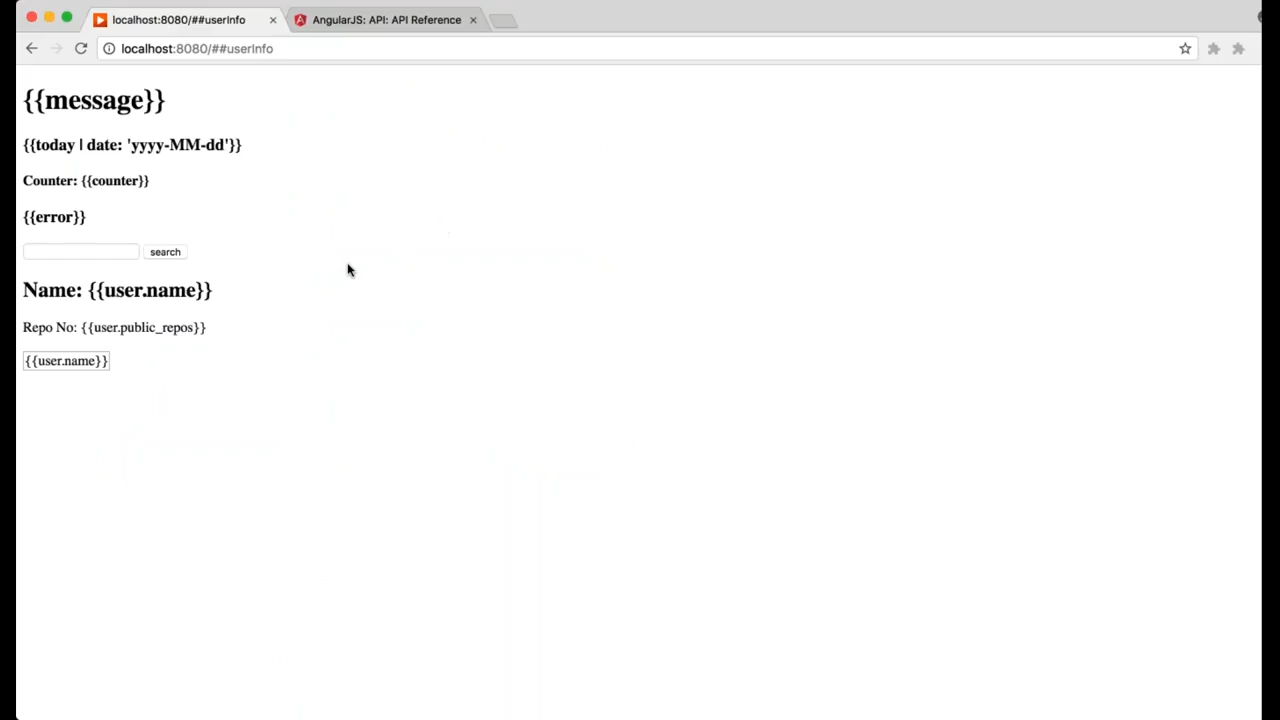 localhost:8080/##userInfo
AngularJS: API: API Reference
localhost:8080/##userInfo
{{message}}
{{today | date: 'yyyy-MM-dd'}}
Counter: {{counter}}
{{error}}
search
Name: {{user.name}}
Repo No: {{user.public_repos}}
{{user.name}}